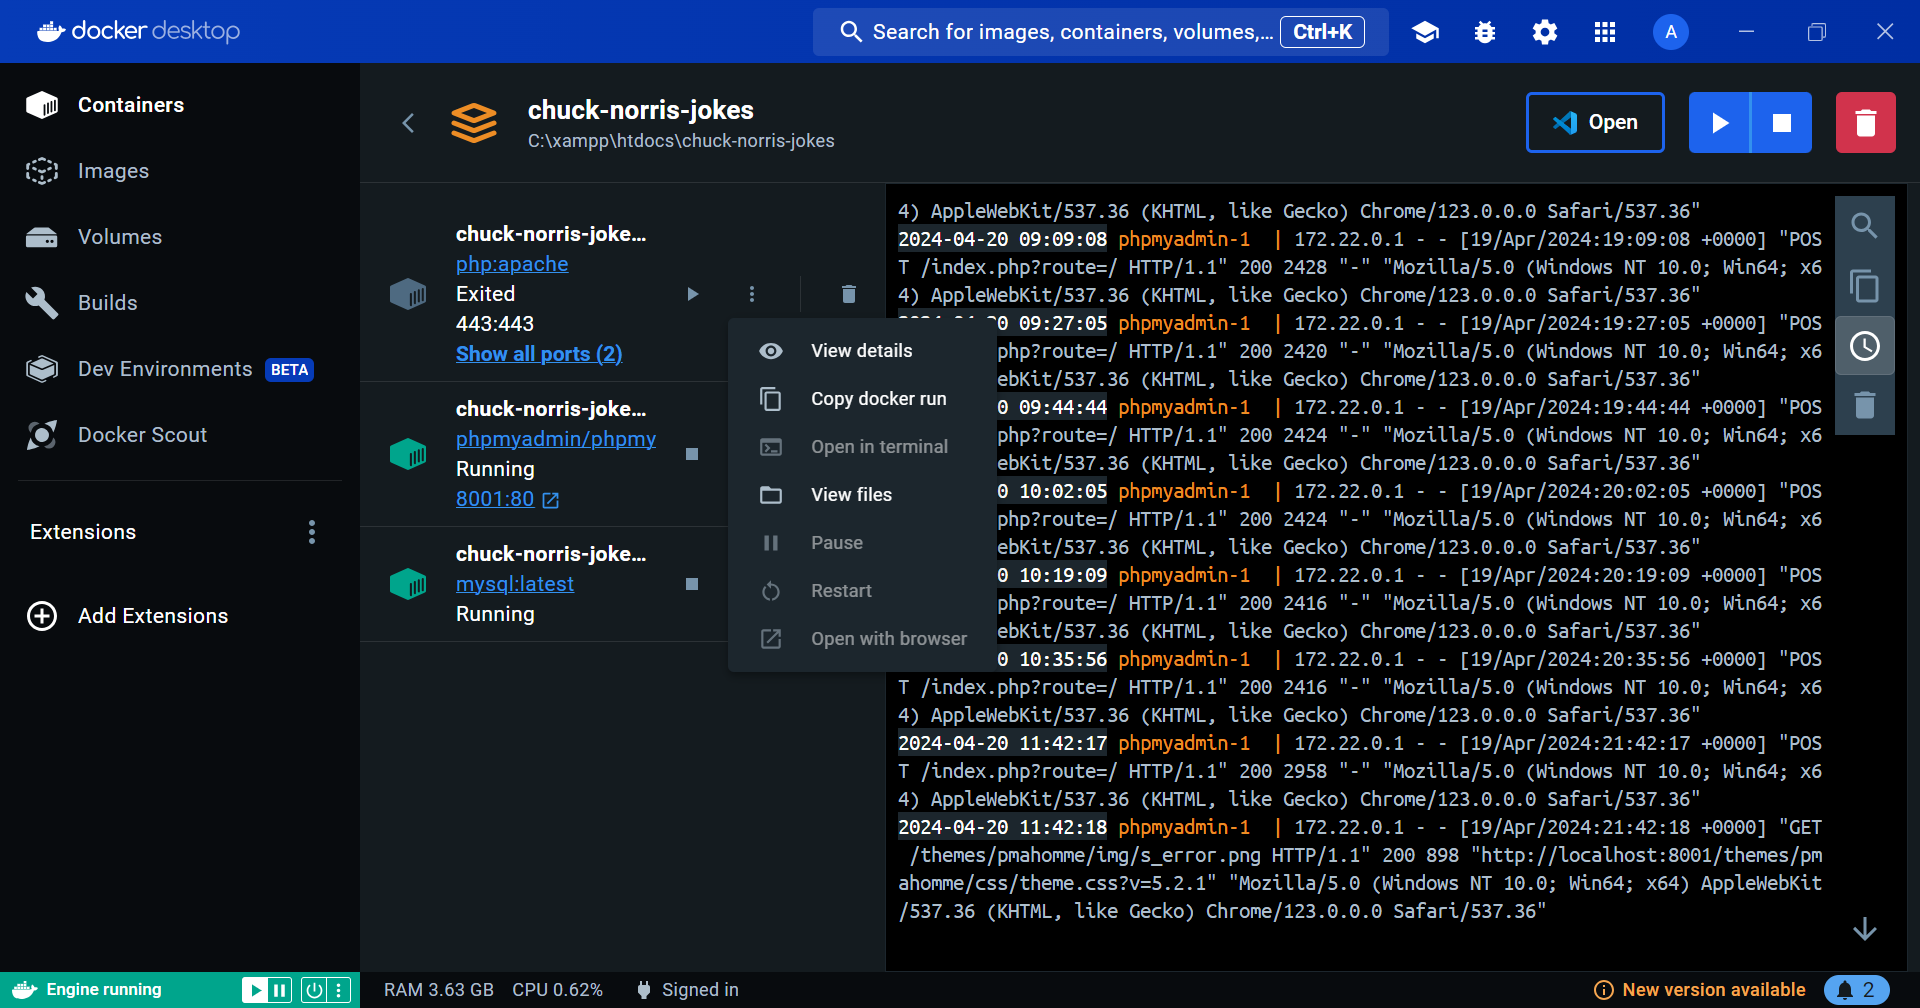 docker desktop
Search for images, containers, volumes,... Ctrl+K
A
Containers
Images
Volumes
Builds
Dev Environments BETA
Docker Scout
Extensions
Add Extensions
chuck-norris-jokes
C:\xampp\htdocs\chuck-norris-jokes
Open
chuck-norris-joke...
php:apache
Exited
443:443
Show all ports (2)
chuck-norris-joke...
phpmyadmin/phpmy
Running
8001:80
chuck-norris-joke...
mysql:latest
Running
View details
Copy docker run
Open in terminal
View files
Pause
Restart
Open with browser
4) AppleWebKit/537.36 (KHTML, like Gecko) Chrome/123.0.0.0 Safari/537.36"
2024-04-20 09:09:08 phpmyadmin-1 | 172.22.0.1 - - [19/Apr/2024:19:09:08 +0000] "POS
T /index.php?route=/ HTTP/1.1" 200 2428 "-" "Mozilla/5.0 (Windows NT 10.0; Win64; x6
4) AppleWebKit/537.36 (KHTML, like Gecko) Chrome/123.0.0.0 Safari/537.36"
2024-04-20 09:27:05 phpmyadmin-1 | 172.22.0.1 - - [19/Apr/2024:19:27:05 +0000] "POS
php?route=/ HTTP/1.1" 200 2420 "-" "Mozilla/5.0 (Windows NT 10.0; Win64; x6
ebKit/537.36 (KHTML, like Gecko) Chrome/123.0.0.0 Safari/537.36"
0 09:44:44 phpmyadmin-1 | 172.22.0.1 - - [19/Apr/2024:19:44:44 +0000] "POS
php?route=/ HTTP/1.1" 200 2424 "-" "Mozilla/5.0 (Windows NT 10.0; Win64; x6
ebKit/537.36 (KHTML, like Gecko) Chrome/123.0.0.0 Safari/537.36"
0 10:02:05 phpmyadmin-1 | 172.22.0.1 - - [19/Apr/2024:20:02:05 +0000] "POS
php?route=/ HTTP/1.1" 200 2424 "-" "Mozilla/5.0 (Windows NT 10.0; Win64; x6
ebKit/537.36 (KHTML, like Gecko) Chrome/123.0.0.0 Safari/537.36"
0 10:19:09 phpmyadmin-1 | 172.22.0.1 - - [19/Apr/2024:20:19:09 +0000] "POS
php?route=/ HTTP/1.1" 200 2416 "-" "Mozilla/5.0 (Windows NT 10.0; Win64; x6
ebKit/537.36 (KHTML, like Gecko) Chrome/123.0.0.0 Safari/537.36"
0 10:35:56 phpmyadmin-1 | 172.22.0.1 - - [19/Apr/2024:20:35:56 +0000] "POS
T /index.php?route=/ HTTP/1.1" 200 2416 "-" "Mozilla/5.0 (Windows NT 10.0; Win64; x6
4) AppleWebKit/537.36 (KHTML, like Gecko) Chrome/123.0.0.0 Safari/537.36"
2024-04-20 11:42:17 phpmyadmin-1 | 172.22.0.1 - - [19/Apr/2024:21:42:17 +0000] "POS
T /index.php?route=/ HTTP/1.1" 200 2958 "-" "Mozilla/5.0 (Windows NT 10.0; Win64; x6
4) AppleWebKit/537.36 (KHTML, like Gecko) Chrome/123.0.0.0 Safari/537.36"
2024-04-20 11:42:18 phpmyadmin-1 | 172.22.0.1 - - [19/Apr/2024:21:42:18 +0000] "GET
/themes/pmahomme/img/s_error.png HTTP/1.1" 200 898 "http://localhost:8001/themes/pm
ahomme/css/theme.css?v=5.2.1" "Mozilla/5.0 (Windows NT 10.0; Win64; x64) AppleWebKit
/537.36 (KHTML, like Gecko) Chrome/123.0.0.0 Safari/537.36"
Engine running
RAM 3.63 GB CPU 0.62% Signed in
New version available 2